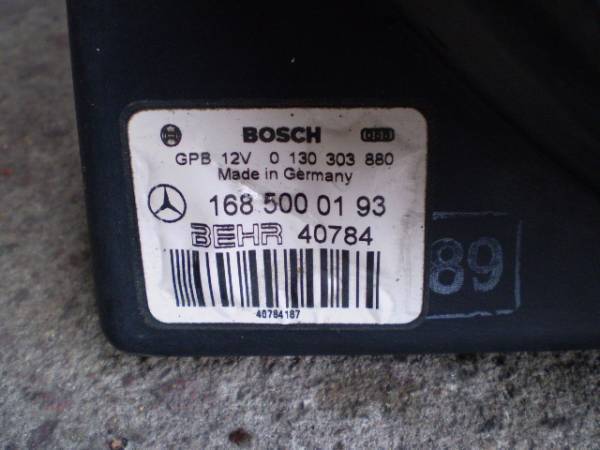 BOSCH
GPB 12V 0 130 303 880
Made in Germany
168 500 01 93
BEHR 40784
40784187
89